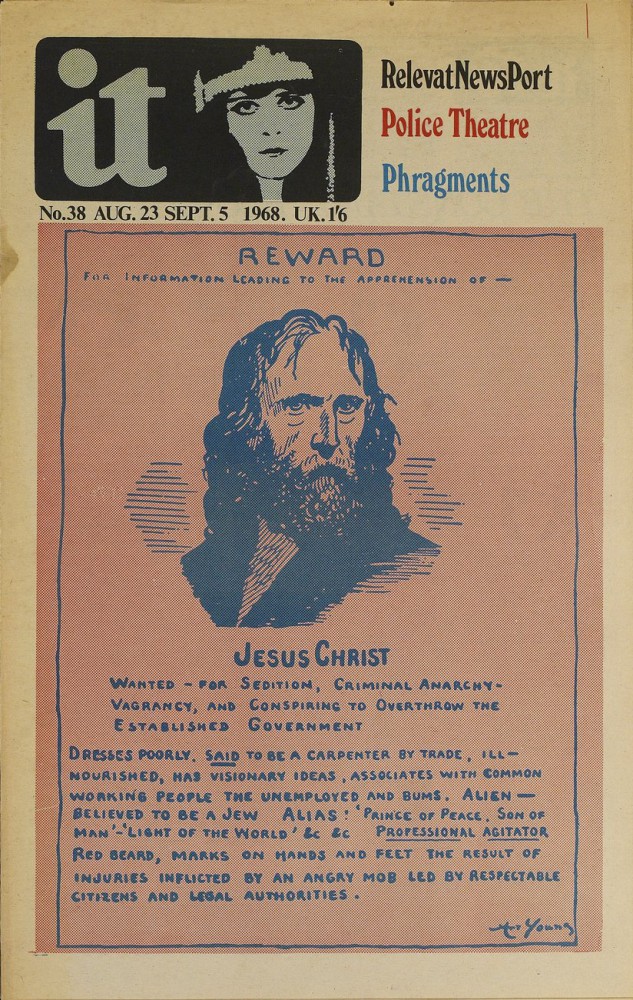 it
RelevatNewsPort
Police Theatre
Phragments
No.38 AUG. 23 SEPT. 5 1968. UK. 1'6
REWARD
FOR INFORMATION LEADING TO THE APPREHENSION OF —
JESUS CHRIST
WANTED - FOR SEDITION, CRIMINAL ANARCHY-
VAGRANCY, AND CONSPIRING TO OVERTHROW THE
ESTABLISHED GOVERNMENT
DRESSES POORLY. SAID TO BE A CARPENTER BY TRADE, ILL—
NOURISHED, HAS VISIONARY IDEAS, ASSOCIATES WITH COMMON
WORKING PEOPLE THE UNEMPLOYED AND BUMS. ALIEN —
BELIEVED TO BE A JEW ALIAS: 'PRINCE OF PEACE, SON OF
MAN'-'LIGHT OF THE WORLD' &c &c PROFESSIONAL AGITATOR
RED BEARD, MARKS ON HANDS AND FEET THE RESULT OF
INJURIES INFLICTED BY AN ANGRY MOB LED BY RESPECTABLE
CITIZENS AND LEGAL AUTHORITIES.
Art Young